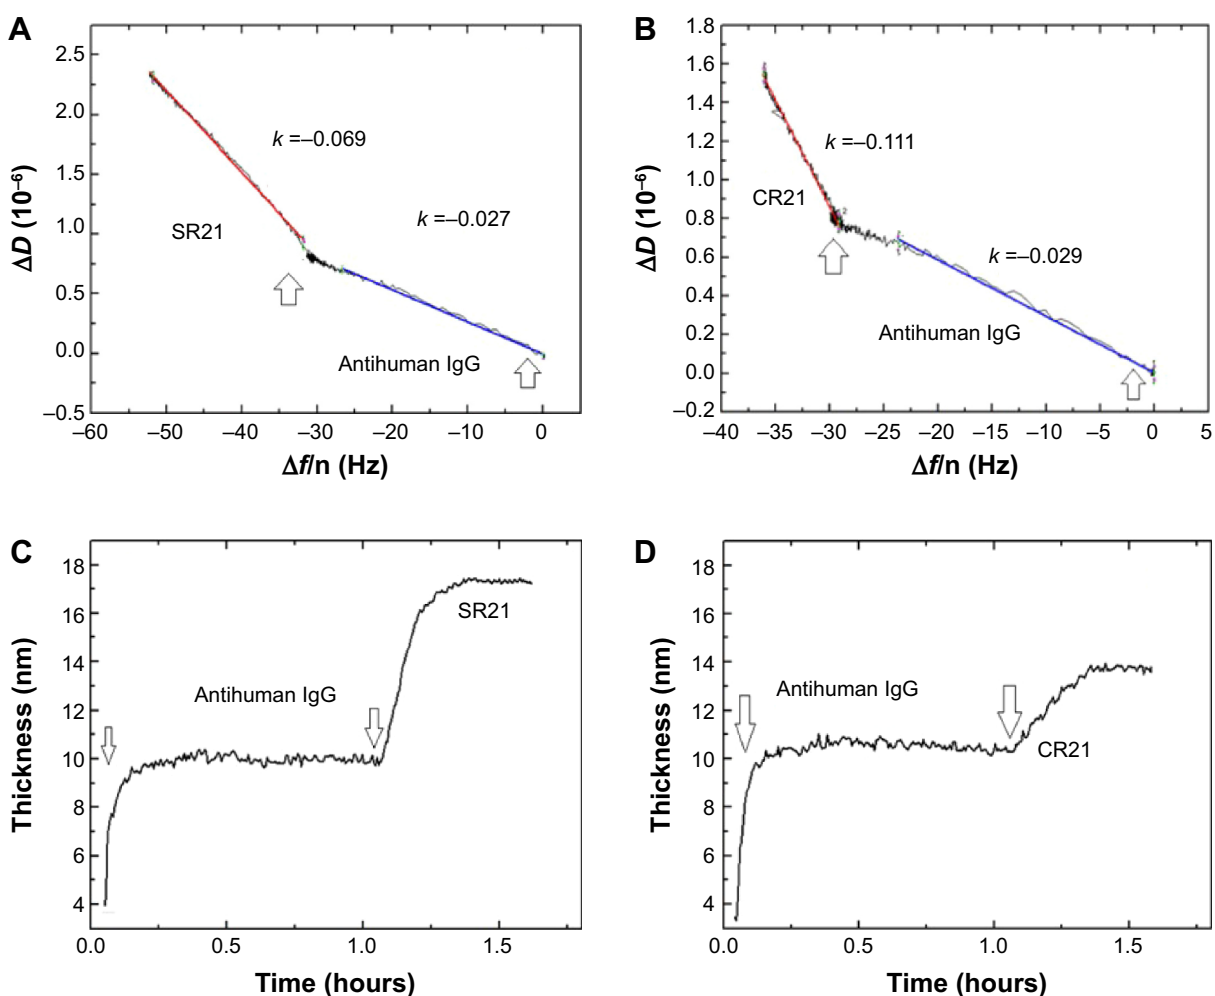 A
2.5
2.0
1.5
1.0
0.5
0.0
–0.5
ΔD (10–6)
k =–0.069
k =–0.027
SR21
Antihuman IgG
–60 –50 –40 –30 –20 –10 0
Δf/n (Hz)
B
1.8
1.6
1.4
1.2
1.0
0.8
0.6
0.4
0.2
0.0
–0.2
ΔD (10–6)
k =–0.111
CR21
k =–0.029
Antihuman IgG
–40 –35 –30 –25 –20 –15 –10 –5 0 5
Δf/n (Hz)
C
18
16
14
12
10
8
6
4
Thickness (nm)
SR21
Antihuman IgG
0.0 0.5 1.0 1.5
Time (hours)
D
18
16
14
12
10
8
6
4
Thickness (nm)
Antihuman IgG
CR21
0.0 0.5 1.0 1.5
Time (hours)